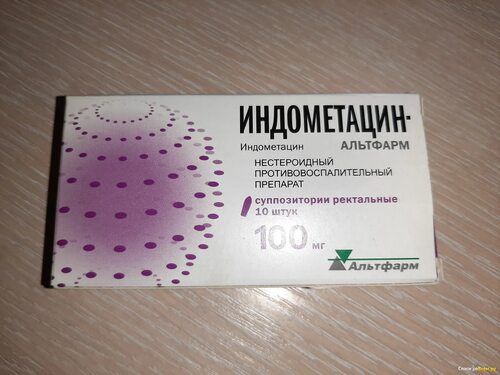 ИНДОМЕТАЦИН-
АЛЬТФАРМ
Индометацин
НЕСТЕРОИДНЫЙ
ПРОТИВОВОСПАЛИТЕЛЬНЫЙ
ПРЕПАРАТ
суппозитории ректальные
10 штук
100 мг
Альтфарм